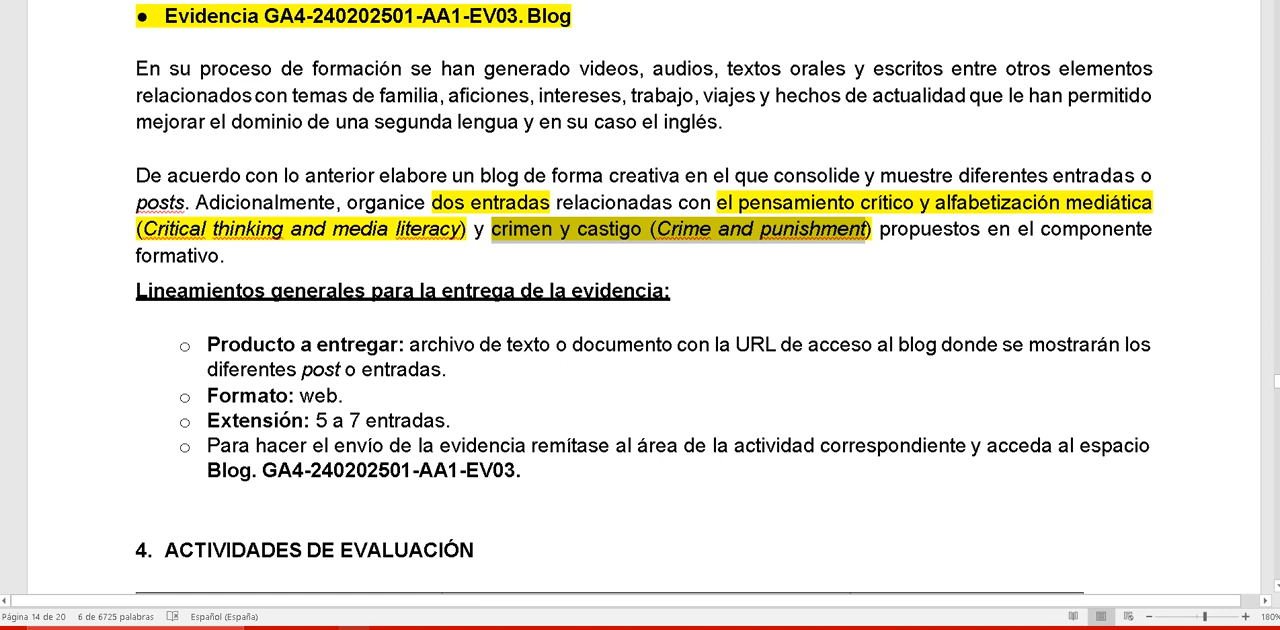 ● Evidencia GA4-240202501-AA1-EV03. Blog
En su proceso de formación se han generado videos, audios, textos orales y escritos entre otros elementos
relacionados con temas de familia, aficiones, intereses, trabajo, viajes y hechos de actualidad que le han permitido
mejorar el dominio de una segunda lengua y en su caso el inglés.
De acuerdo con lo anterior elabore un blog de forma creativa en el que consolide y muestre diferentes entradas o
posts. Adicionalmente, organice dos entradas relacionadas con el pensamiento crítico y alfabetización mediática
(Critical thinking and media literacy) y crimen y castigo (Crime and punishment) propuestos en el componente
formativo.
Lineamientos generales para la entrega de la evidencia:
○ Producto a entregar: archivo de texto o documento con la URL de acceso al blog donde se mostrarán los
diferentes post o entradas.
○ Formato: web.
○ Extensión: 5 a 7 entradas.
○ Para hacer el envío de la evidencia remítase al área de la actividad correspondiente y acceda al espacio
Blog. GA4-240202501-AA1-EV03.
4. ACTIVIDADES DE EVALUACIÓN
Página 14 de 20 6 de 6725 palabras Español (España) 180%